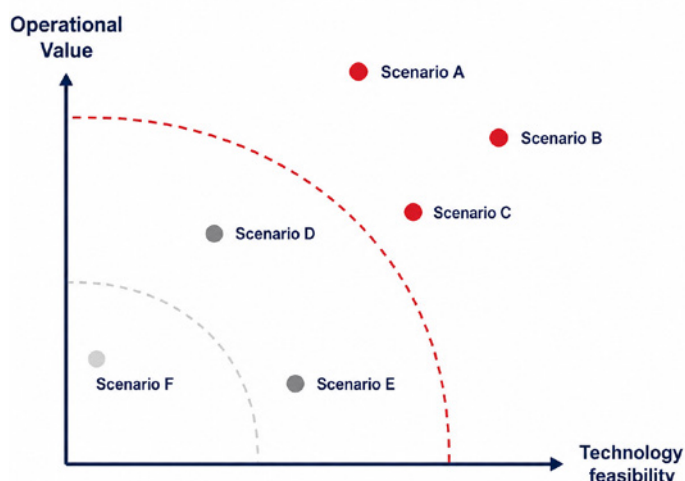 Operational
Value
Scenario A
Scenario B
Scenario C
Scenario D
Scenario F
Scenario E
Technology
feasibility